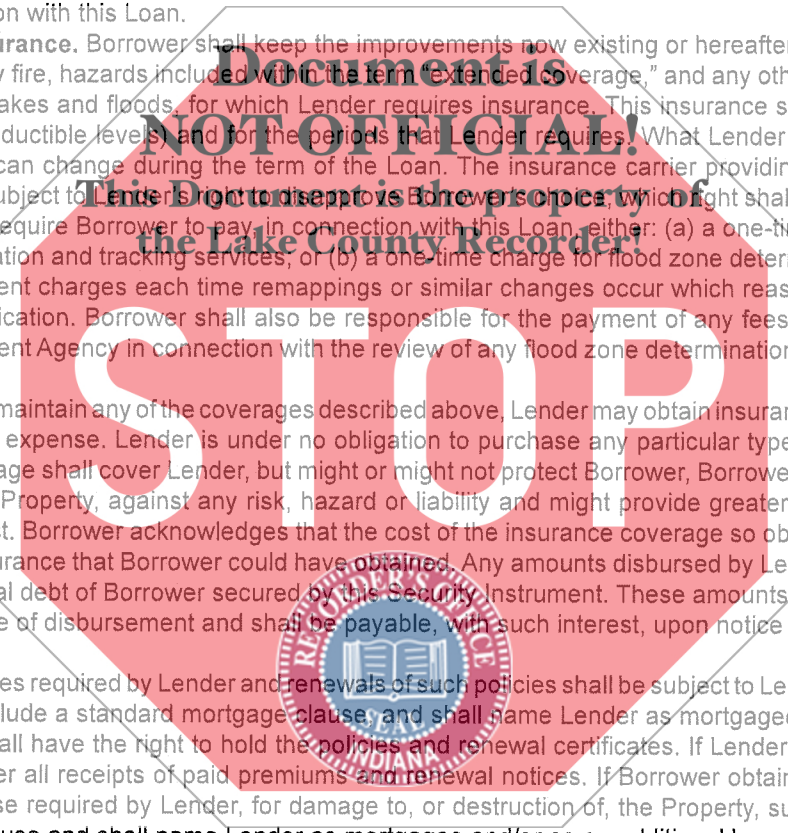 on with this Loan.
urance. Borrower shall keep the improvements now existing or hereafter
y fire, hazards included within the term "extended coverage," and any oth
Document is
akes and floods, for which Lender requires insurance. This insurance s
ductible levels) and for the periods that Lender requires. What Lender
NOT OFFICIAL!
can change during the term of the Loan. The insurance carrier providin
ubject to Lender's right to disapprove Borrower's choice, which right shal
This Document is the property of
equire Borrower to pay, in connection with this Loan, either: (a) a one-ti
the Lake County Recorder!
ation and tracking services; or (b) a one-time charge for flood zone deter
ent charges each time remappings or similar changes occur which reas
ication. Borrower shall also be responsible for the payment of any fees
ent Agency in connection with the review of any flood zone determination
STOP
maintain any of the coverages described above, Lender may obtain insura
expense. Lender is under no obligation to purchase any particular type
age shall cover Lender, but might or might not protect Borrower, Borrowe
Property, against any risk, hazard or liability and might provide greater
t. Borrower acknowledges that the cost of the insurance coverage so ob
urance that Borrower could have obtained. Any amounts disbursed by Le
al debt of Borrower secured by this Security Instrument. These amounts
e of disbursement and shall be payable, with such interest, upon notice
RECORDER'S OFFICE
es required by Lender and renewals of such policies shall be subject to Le
lude a standard mortgage clause, and shall name Lender as mortgage
SEAL
all have the right to hold the policies and renewal certificates. If Lender
INDIANA
er all receipts of paid premiums and renewal notices. If Borrower obtain
se required by Lender, for damage to, or destruction of, the Property, su